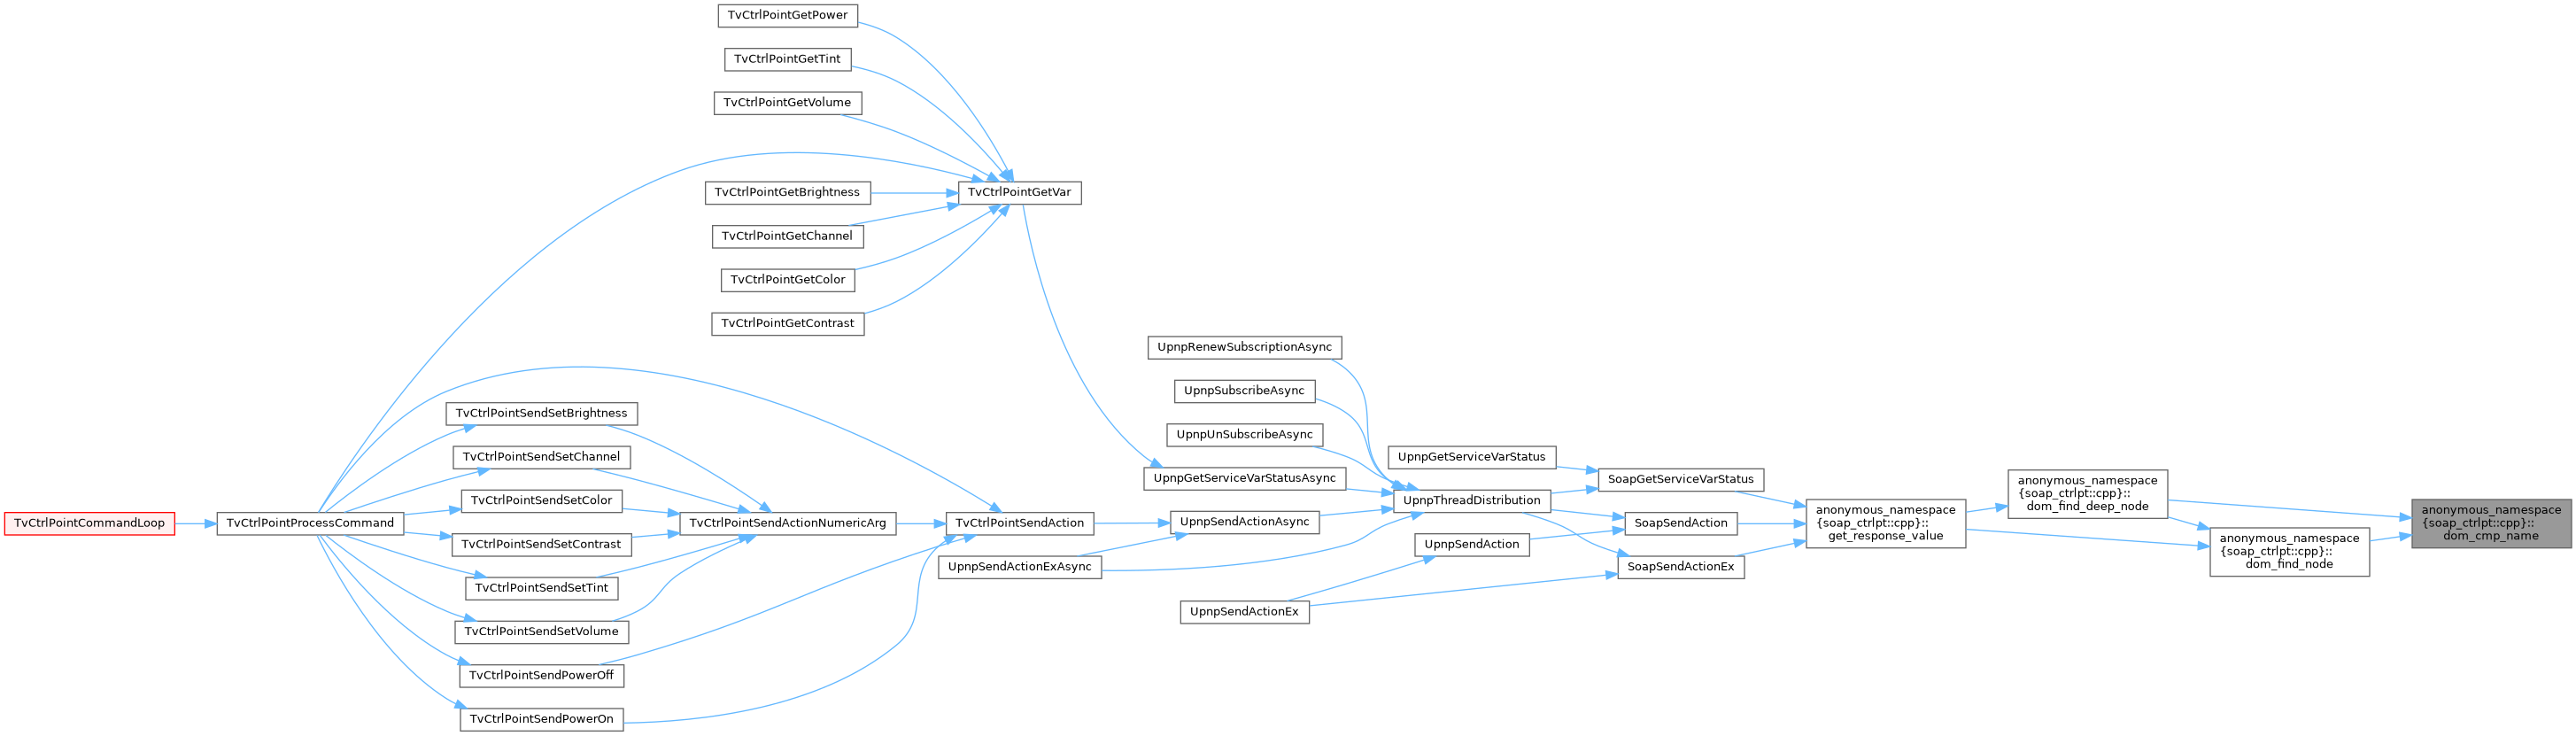 TvCtrlPointGetPower
TvCtrlPointGetTint
TvCtrlPointGetVolume
TvCtrlPointGetBrightness
TvCtrlPointGetVar
TvCtrlPointGetChannel
TvCtrlPointGetColor
TvCtrlPointGetContrast
UpnpRenewSubscriptionAsync
UpnpSubscribeAsync
UpnpUnSubscribeAsync
UpnpGetServiceVarStatus
UpnpGetServiceVarStatusAsync
SoapGetServiceVarStatus
UpnpThreadDistribution
UpnpSendActionAsync
SoapSendAction
UpnpSendAction
UpnpSendActionExAsync
SoapSendActionEx
UpnpSendActionEx
anonymous_namespace
{soap_ctrlpt::cpp}::
get_response_value
anonymous_namespace
{soap_ctrlpt::cpp}::
dom_find_deep_node
anonymous_namespace
{soap_ctrlpt::cpp}::
dom_find_node
anonymous_namespace
{soap_ctrlpt::cpp}::
dom_cmp_name
TvCtrlPointSendSetBrightness
TvCtrlPointSendSetChannel
TvCtrlPointSendSetColor
TvCtrlPointCommandLoop
TvCtrlPointProcessCommand
TvCtrlPointSendActionNumericArg
TvCtrlPointSendAction
TvCtrlPointSendSetContrast
TvCtrlPointSendSetTint
TvCtrlPointSendSetVolume
TvCtrlPointSendPowerOff
TvCtrlPointSendPowerOn